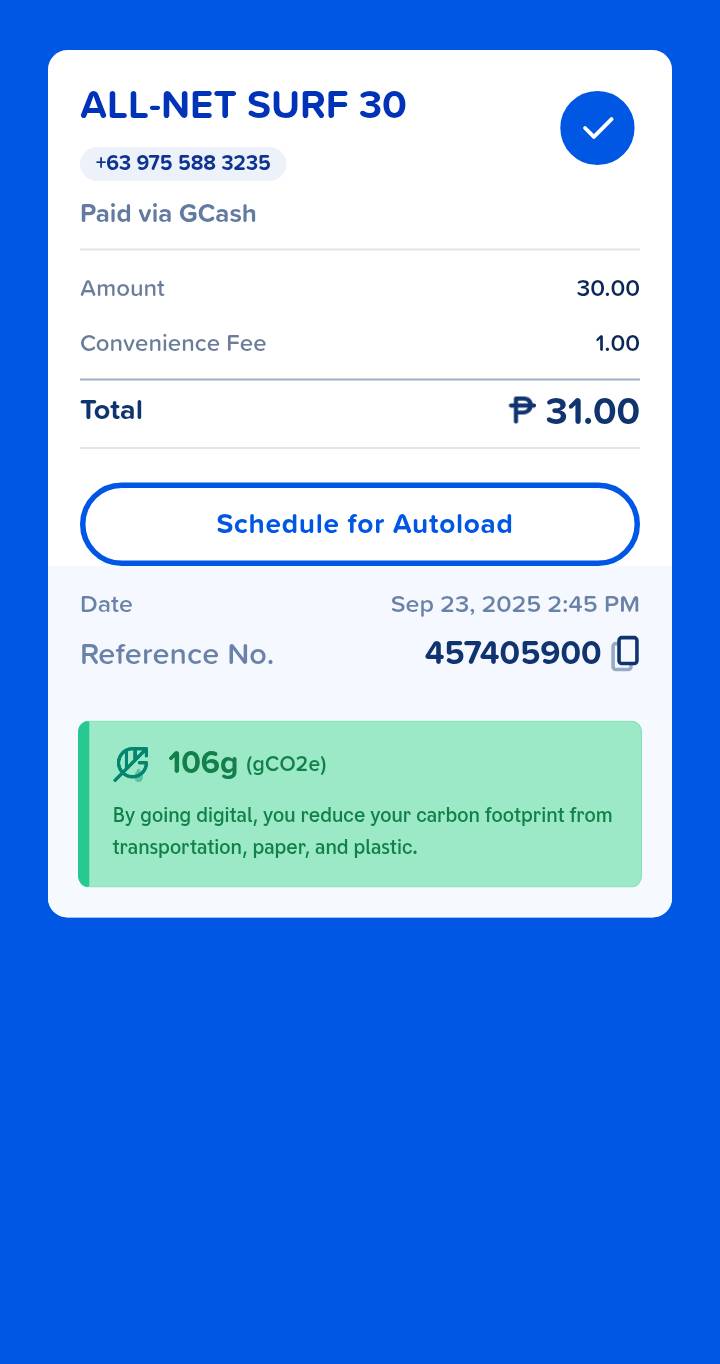 ALL-NET SURF 30
+63 975 588 3235
Paid via GCash
Amount 30.00
Convenience Fee 1.00
Total ₱ 31.00
Schedule for Autoload
Date Sep 23, 2025 2:45 PM
Reference No. 457405900
106g (gCO2e)
By going digital, you reduce your carbon footprint from
transportation, paper, and plastic.